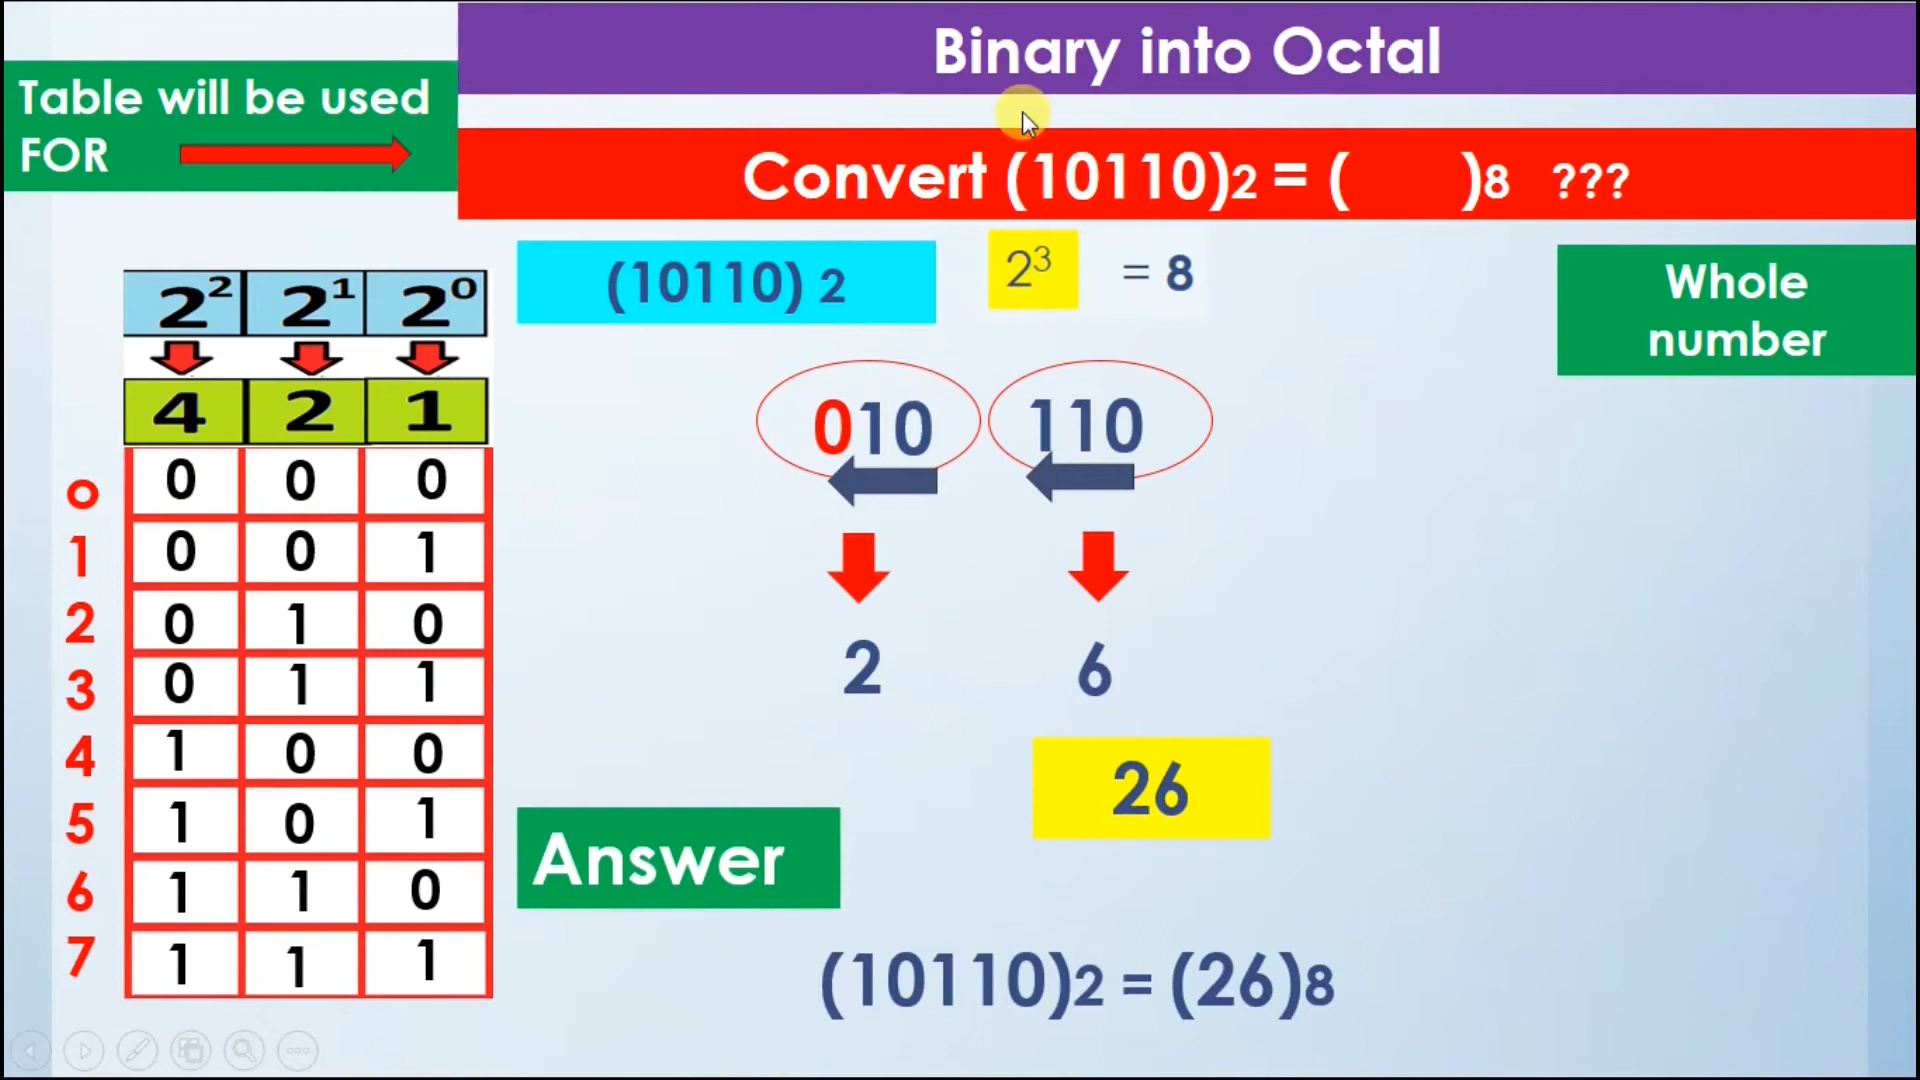 Binary into Octal
Table will be used
FOR
Convert (10110)2 = (      )8 ???
(10110) 2
2³ = 8
Whole
number
2² 2¹ 2⁰
4 2 1
0 0 0 0
1 0 0 1
2 0 1 0
3 0 1 1
4 1 0 0
5 1 0 1
6 1 1 0
7 1 1 1
010 110
2 6
26
Answer
(10110)2 = (26)8